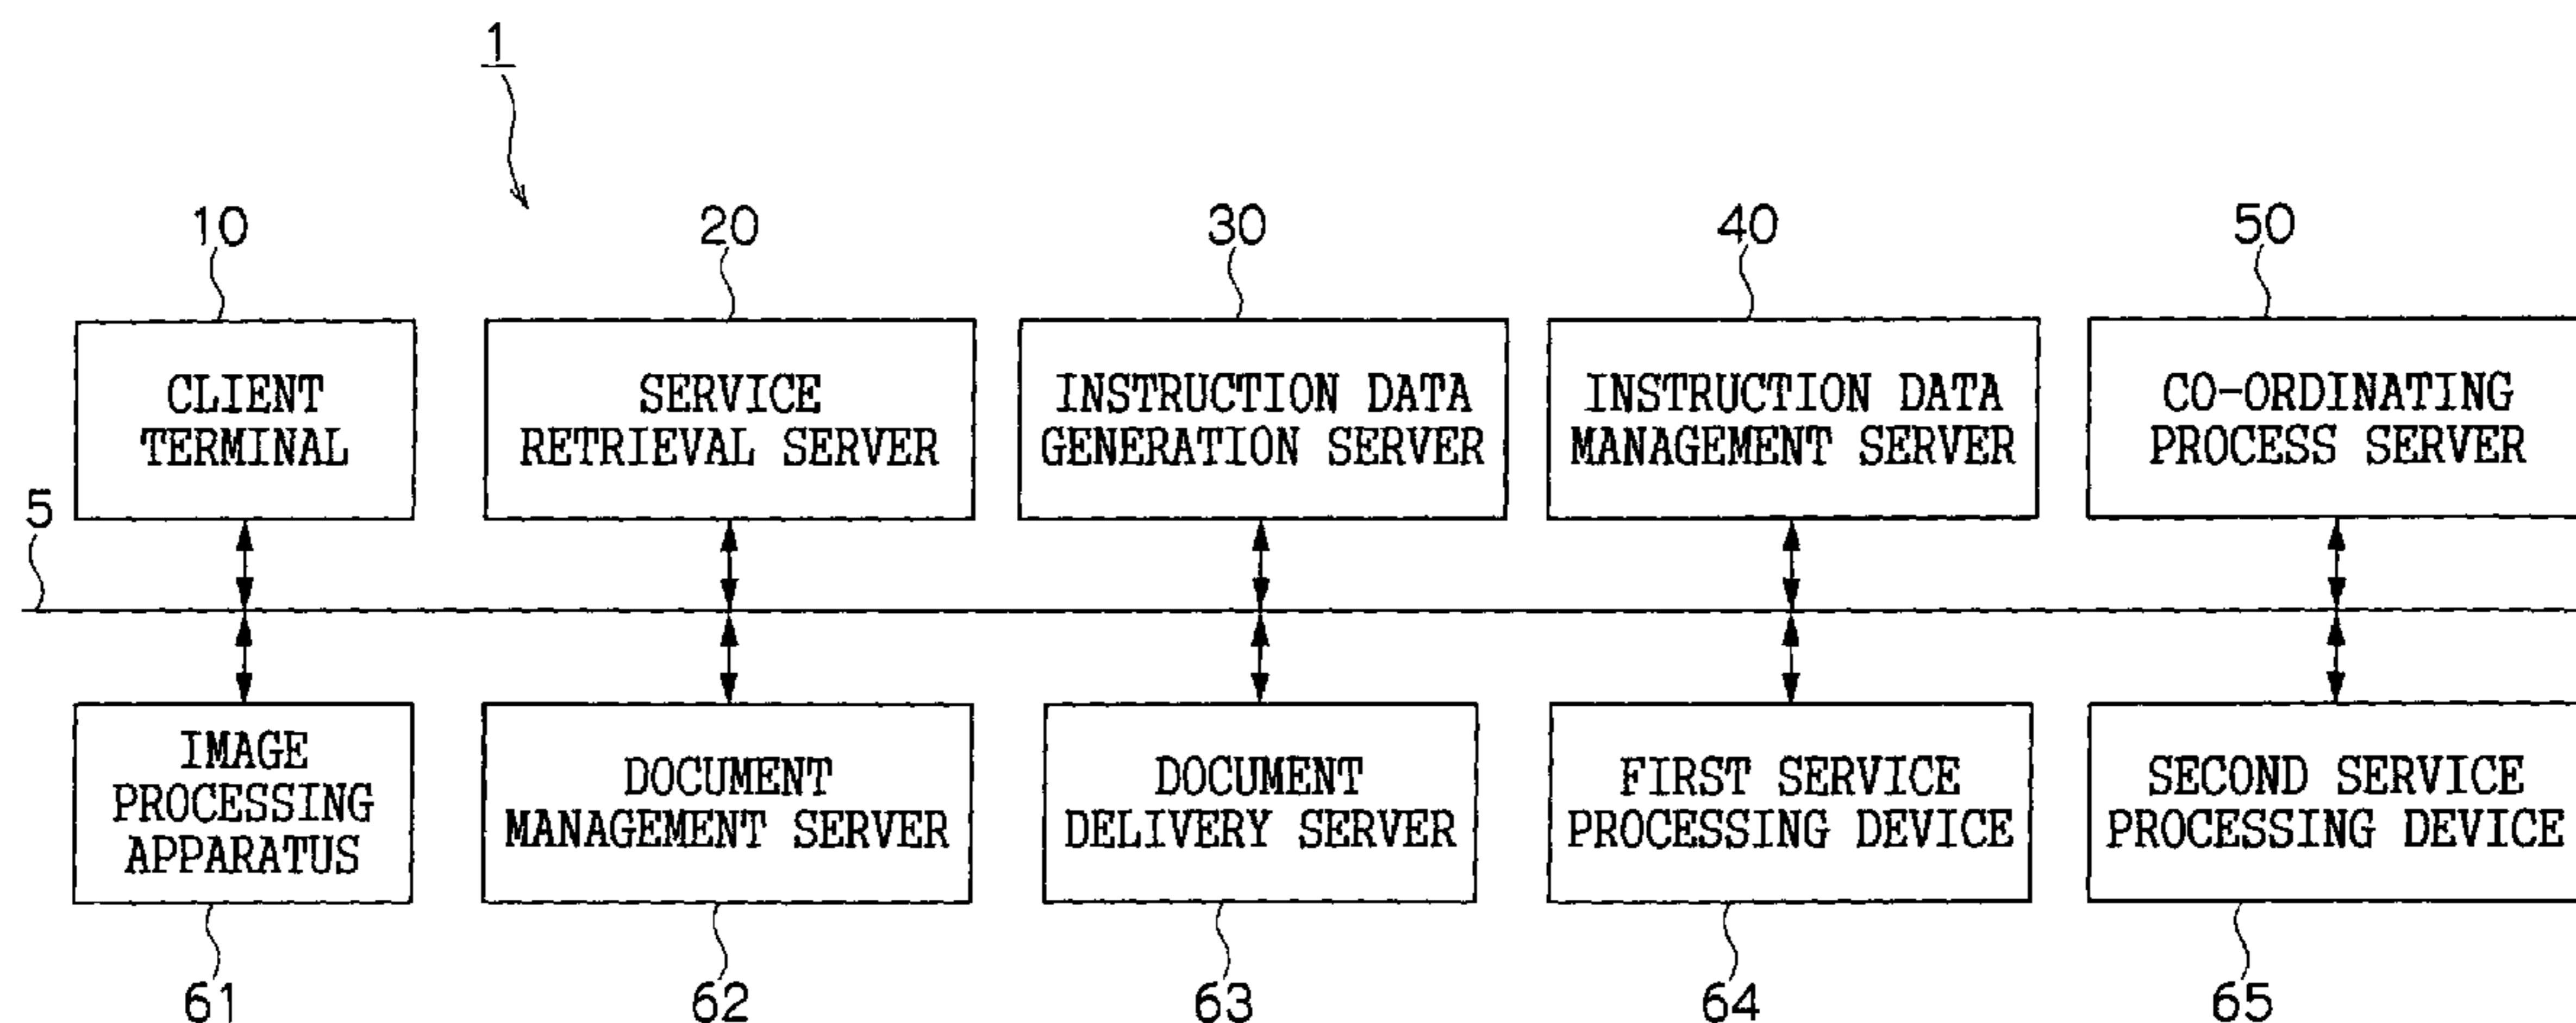 1
10
20
30
40
50
CLIENT
TERMINAL
SERVICE
RETRIEVAL SERVER
INSTRUCTION DATA
GENERATION SERVER
INSTRUCTION DATA
MANAGEMENT SERVER
CO-ORDINATING
PROCESS SERVER
5
IMAGE
PROCESSING
APPARATUS
DOCUMENT
MANAGEMENT SERVER
DOCUMENT
DELIVERY SERVER
FIRST SERVICE
PROCESSING DEVICE
SECOND SERVICE
PROCESSING DEVICE
61
62
63
64
65